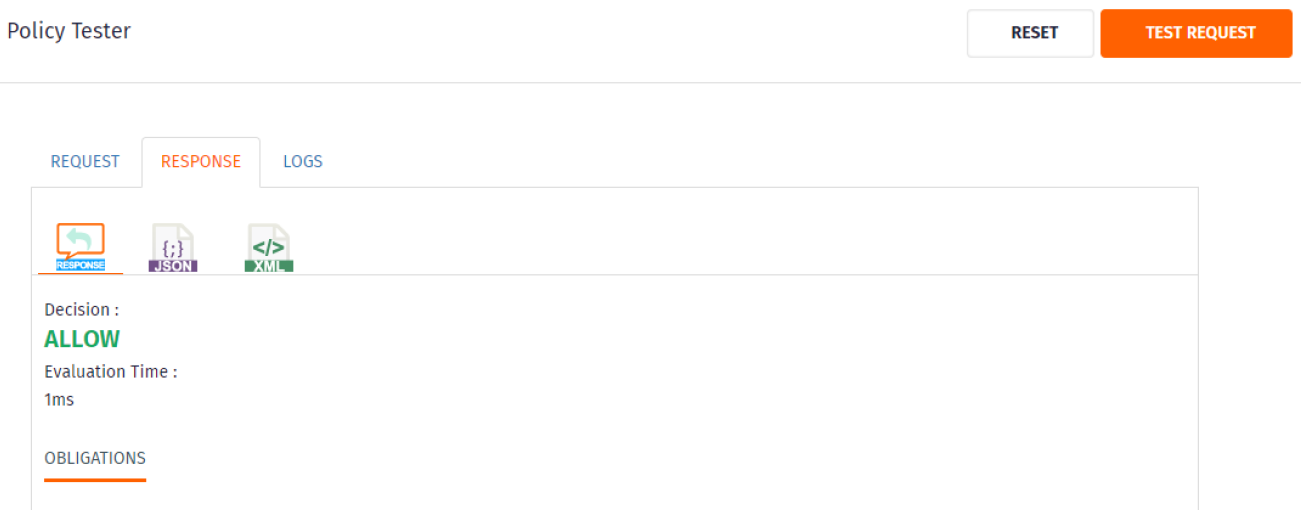 Policy Tester
RESET
TEST REQUEST
REQUEST
RESPONSE
LOGS
RESPONSE
{;}
JSON
</>
XML
Decision :
ALLOW
Evaluation Time :
1ms
OBLIGATIONS